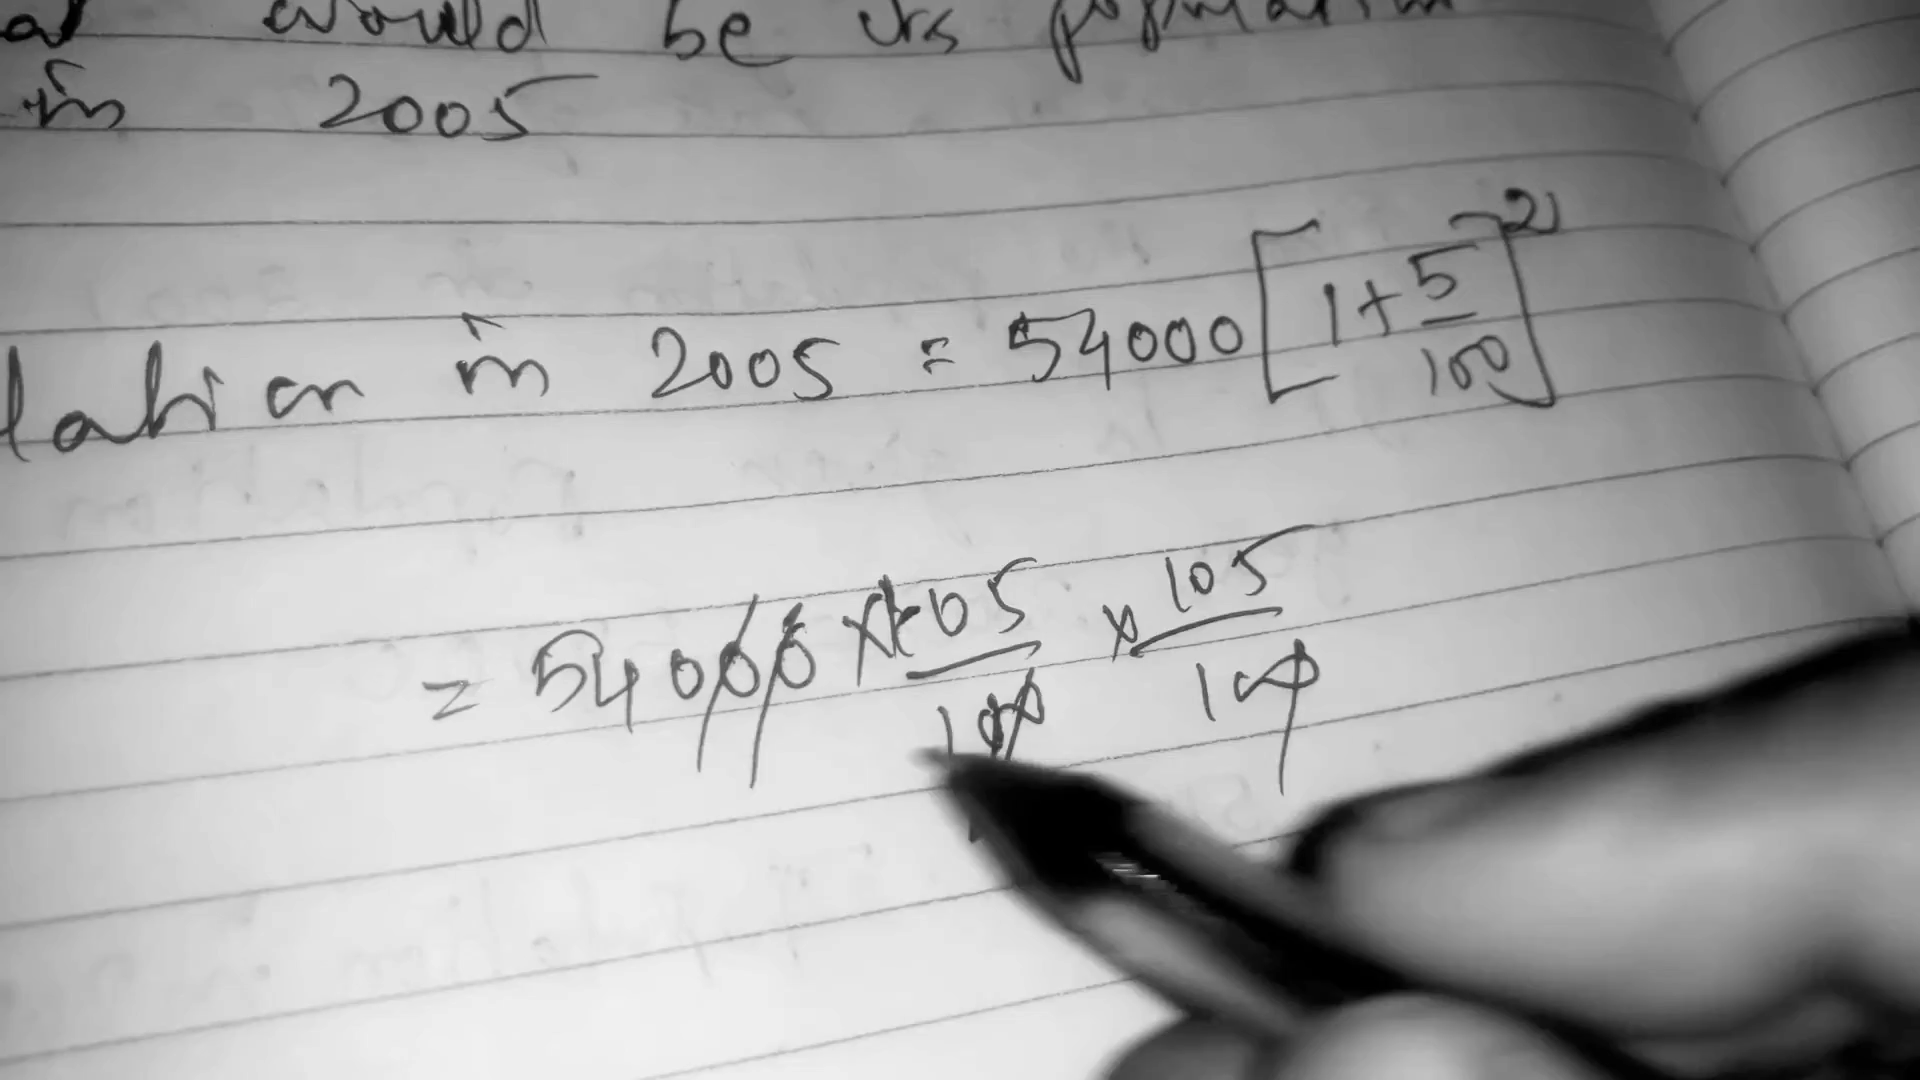 would be its population
in 2005
lation in 2005 = 54000 [1 + 5/100]²
= 54000 × 105/100 × 105/100